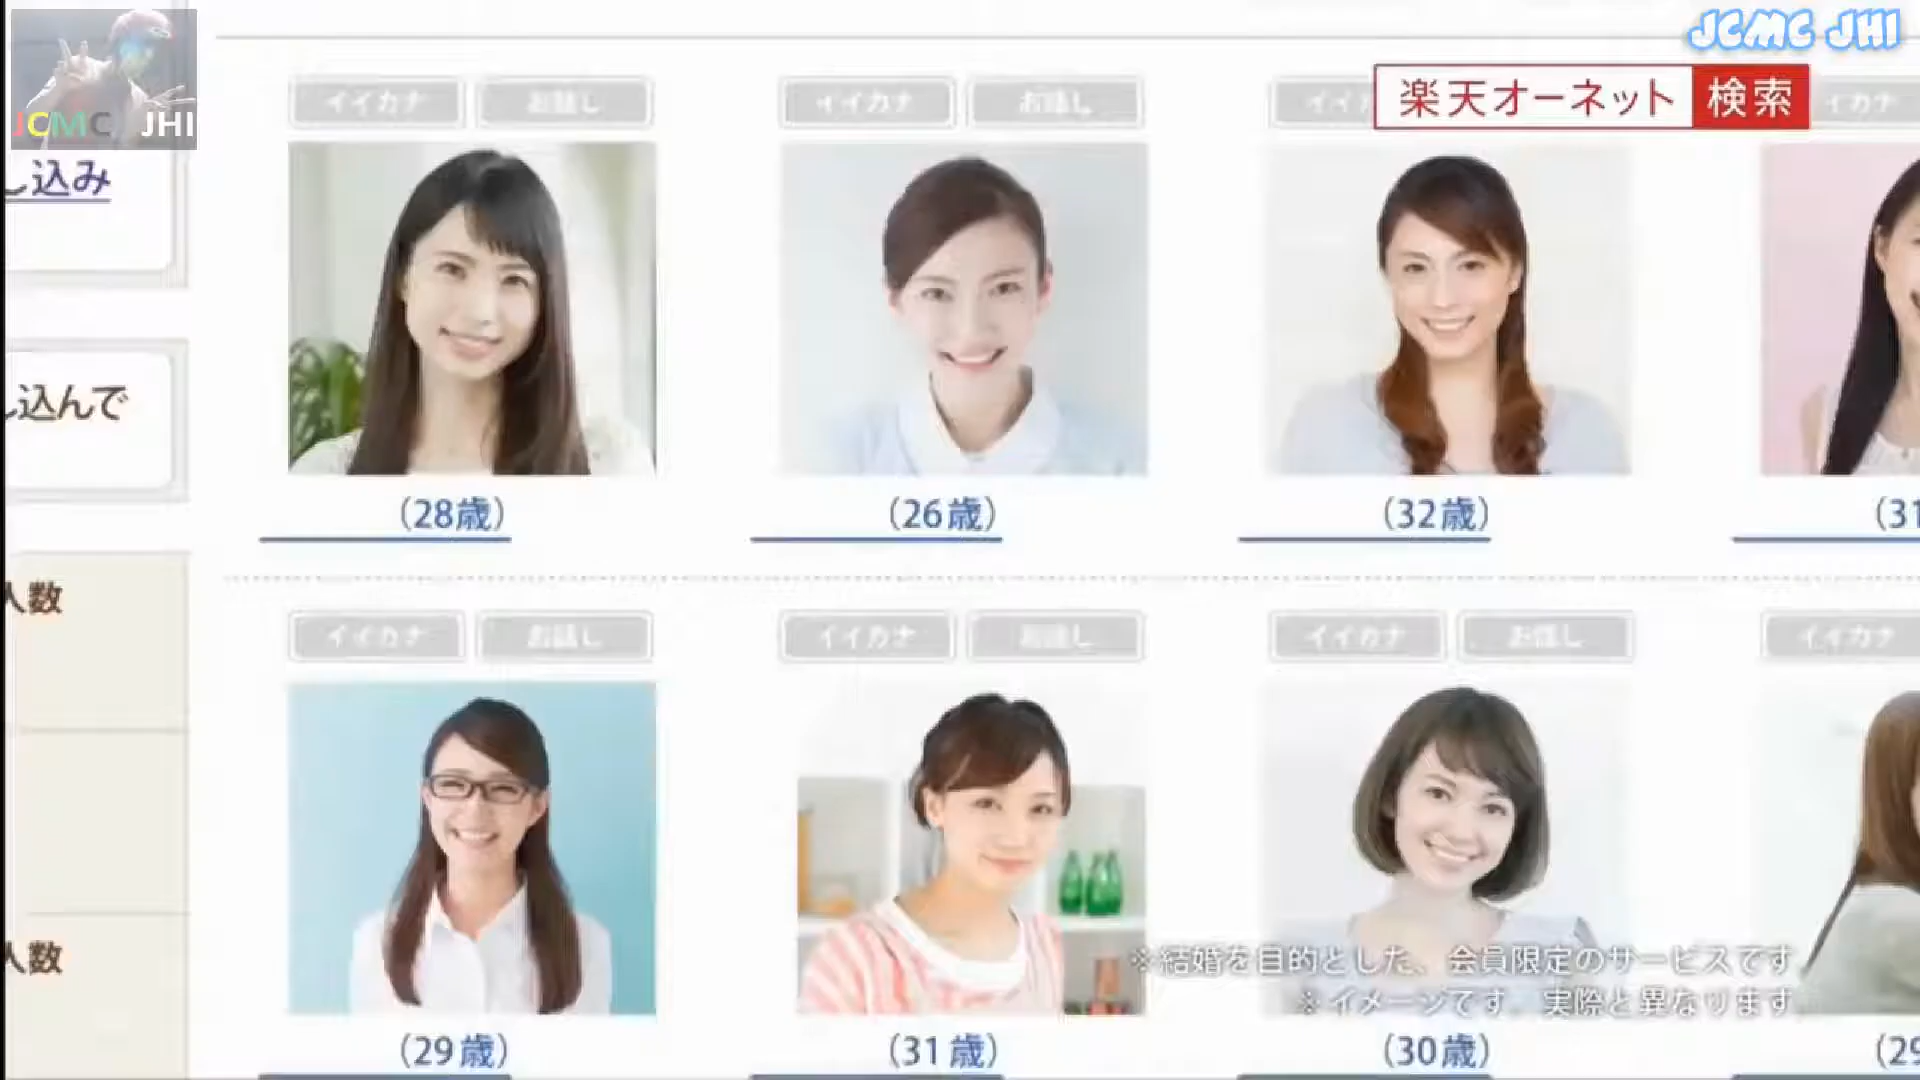 JCMC JHI
JCMC JHI
楽天オーネット 検索
イイカナ お話し イイカナ お話し イイ イカナ
し込み
(28歳) (26歳) (32歳) (31
し込んで
人数
イイカナ お話し イイカナ お話し イイカナ お話し イイカナ
人数
※結婚を目的とした、会員限定のサービスです
※イメージです。実際と異なります
(29歳) (31歳) (30歳) (29